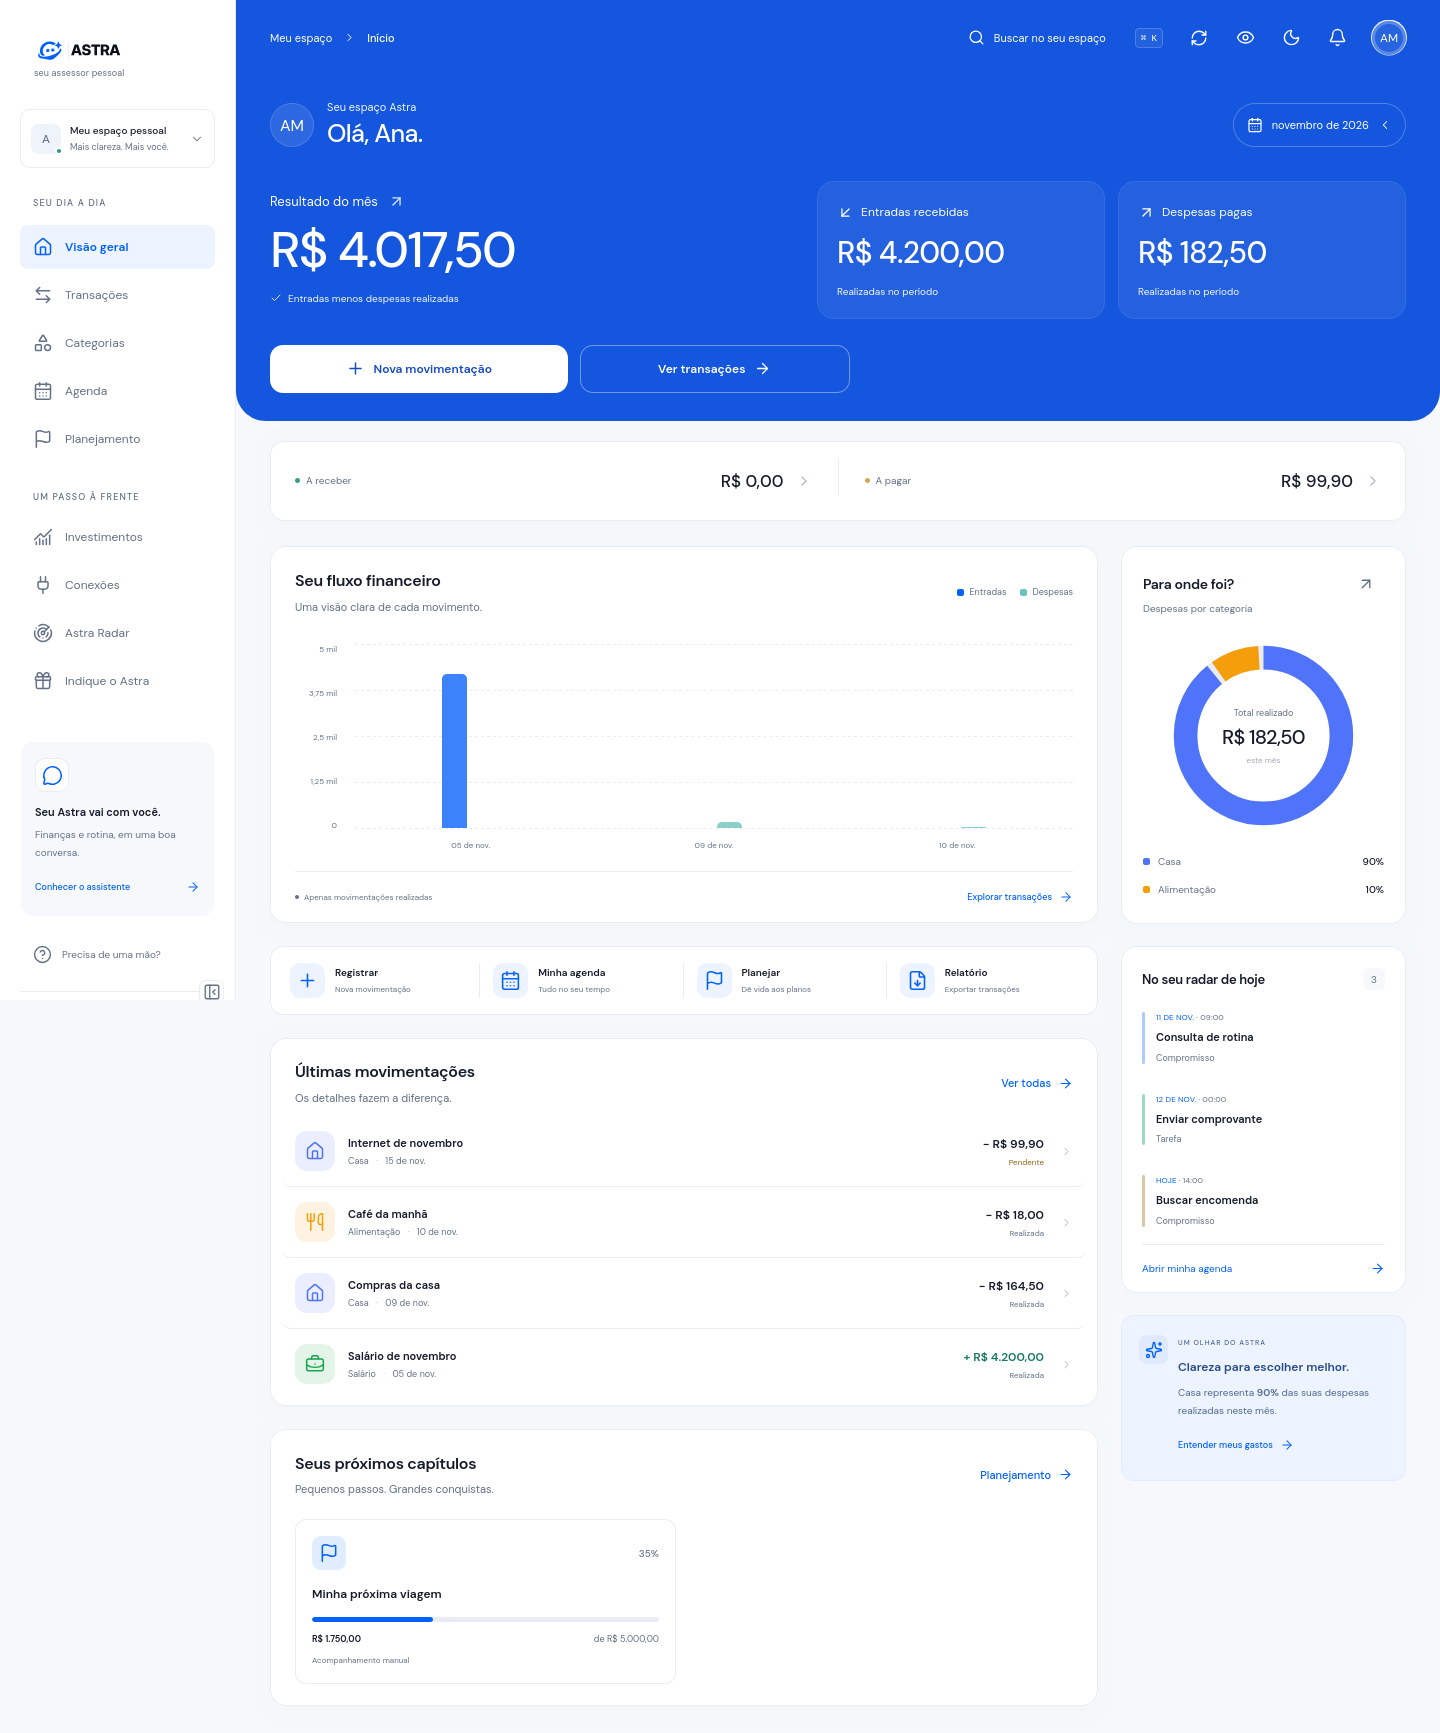 ASTRA
seu assessor pessoal
A
Meu espaço pessoal
Mais clareza. Mais você.
SEU DIA A DIA
Visão geral
Transações
Categorias
Agenda
Planejamento
UM PASSO À FRENTE
Investimentos
Conexões
Astra Radar
Indique o Astra
Seu Astra vai com você.
Finanças e rotina, em uma boa
conversa.
Conhecer o assistente
Precisa de uma mão?
Meu espaço
Início
Buscar no seu espaço
⌘ K
AM
AM
Seu espaço Astra
Olá, Ana.
novembro de 2026
Resultado do mês
R$ 4.017,50
Entradas menos despesas realizadas
Entradas recebidas
R$ 4.200,00
Realizadas no período
Despesas pagas
R$ 182,50
Realizadas no período
Nova movimentação
Ver transações
A receber
R$ 0,00
A pagar
R$ 99,90
Seu fluxo financeiro
Uma visão clara de cada movimento.
Entradas
Despesas
5 mil
3,75 mil
2,5 mil
1,25 mil
0
05 de nov.
09 de nov.
10 de nov.
Apenas movimentações realizadas
Explorar transações
Para onde foi?
Despesas por categoria
Total realizado
R$ 182,50
este mês
Casa
90%
Alimentação
10%
Registrar
Nova movimentação
Minha agenda
Tudo no seu tempo
Planejar
Dê vida aos planos
Relatório
Exportar transações
Últimas movimentações
Os detalhes fazem a diferença.
Ver todas
Internet de novembro
Casa · 15 de nov.
- R$ 99,90
Pendente
Café da manhã
Alimentação · 10 de nov.
- R$ 18,00
Realizada
Compras da casa
Casa · 09 de nov.
- R$ 164,50
Realizada
Salário de novembro
Salário · 05 de nov.
+ R$ 4.200,00
Realizada
No seu radar de hoje
3
11 DE NOV. · 09:00
Consulta de rotina
Compromisso
12 DE NOV. · 00:00
Enviar comprovante
Tarefa
HOJE · 14:00
Buscar encomenda
Compromisso
Abrir minha agenda
UM OLHAR DO ASTRA
Clareza para escolher melhor.
Casa representa 90% das suas despesas
realizadas neste mês.
Entender meus gastos
Seus próximos capítulos
Pequenos passos. Grandes conquistas.
Planejamento
35%
Minha próxima viagem
R$ 1.750,00
de R$ 5.000,00
Acompanhamento manual